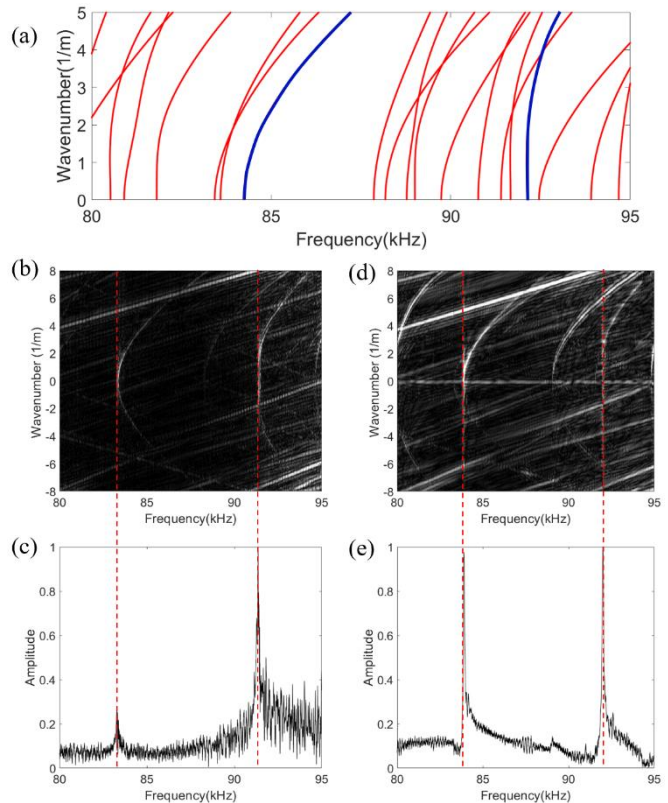 (a)
Wavenumber(1/m)
5
4
3
2
1
0
80 85 90 95
Frequency(kHz)
(b)
Wavenumber (1/m)
8
6
4
2
0
-2
-4
-6
-8
80 85 90 95
Frequency(kHz)
(d)
Wavenumber (1/m)
8
6
4
2
0
-2
-4
-6
-8
80 85 90 95
Frequency(kHz)
(c)
Amplitude
1
0.8
0.6
0.4
0.2
0
80 85 90 95
Frequency(kHz)
(e)
Amplitude
1
0.8
0.6
0.4
0.2
0
80 85 90 95
Frequency(kHz)